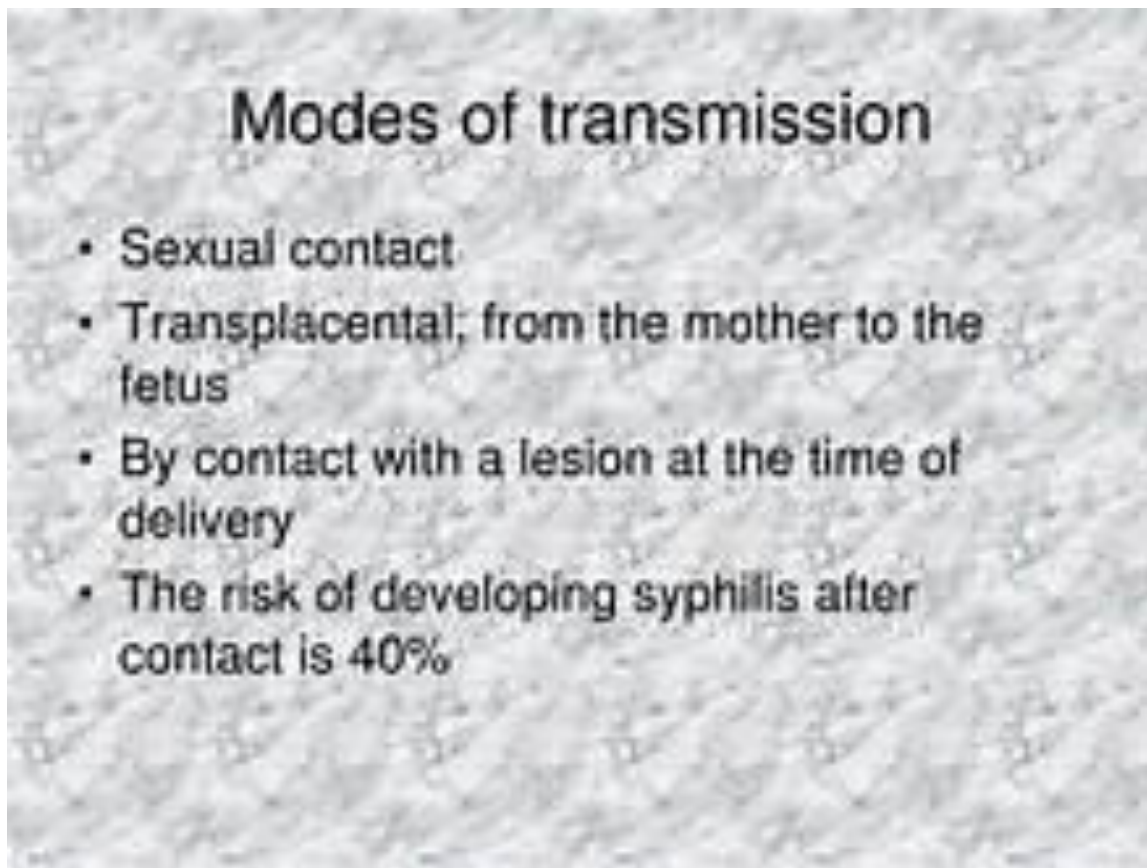 Modes of transmission
• Sexual contact
• Transplacental; from the mother to the
fetus
• By contact with a lesion at the time of
delivery
• The risk of developing syphilis after
contact is 40%